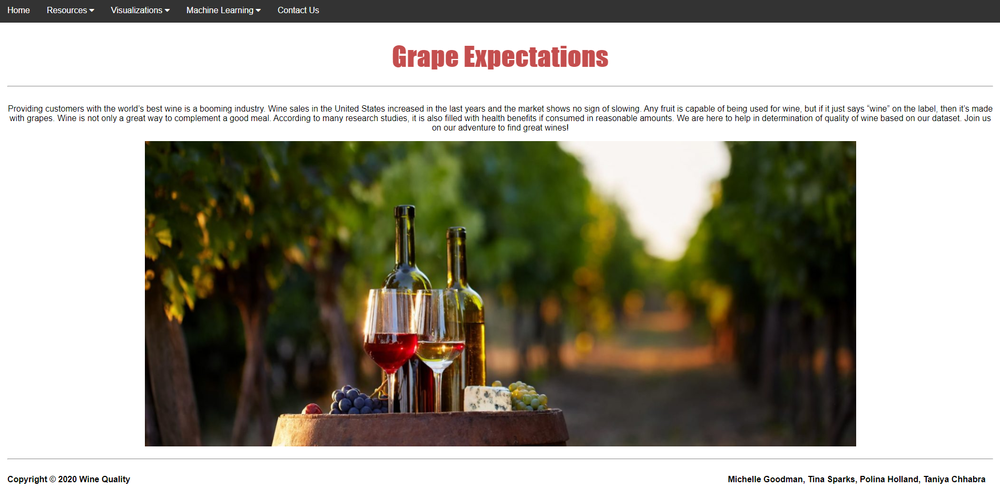 Home Resources Visualizations Machine Learning Contact Us
Grape Expectations
Providing customers with the world’s best wine is a booming industry. Wine sales in the United States increased in the last years and the market shows no sign of slowing. Any fruit is capable of being used for wine, but if it just says “wine” on the label, then it’s made
with grapes. Wine is not only a great way to complement a good meal. According to many research studies, it is also filled with health benefits if consumed in reasonable amounts. We are here to help in determination of quality of wine based on our dataset. Join us
on our adventure to find great wines!
Copyright © 2020 Wine Quality
Michelle Goodman, Tina Sparks, Polina Holland, Taniya Chhabra